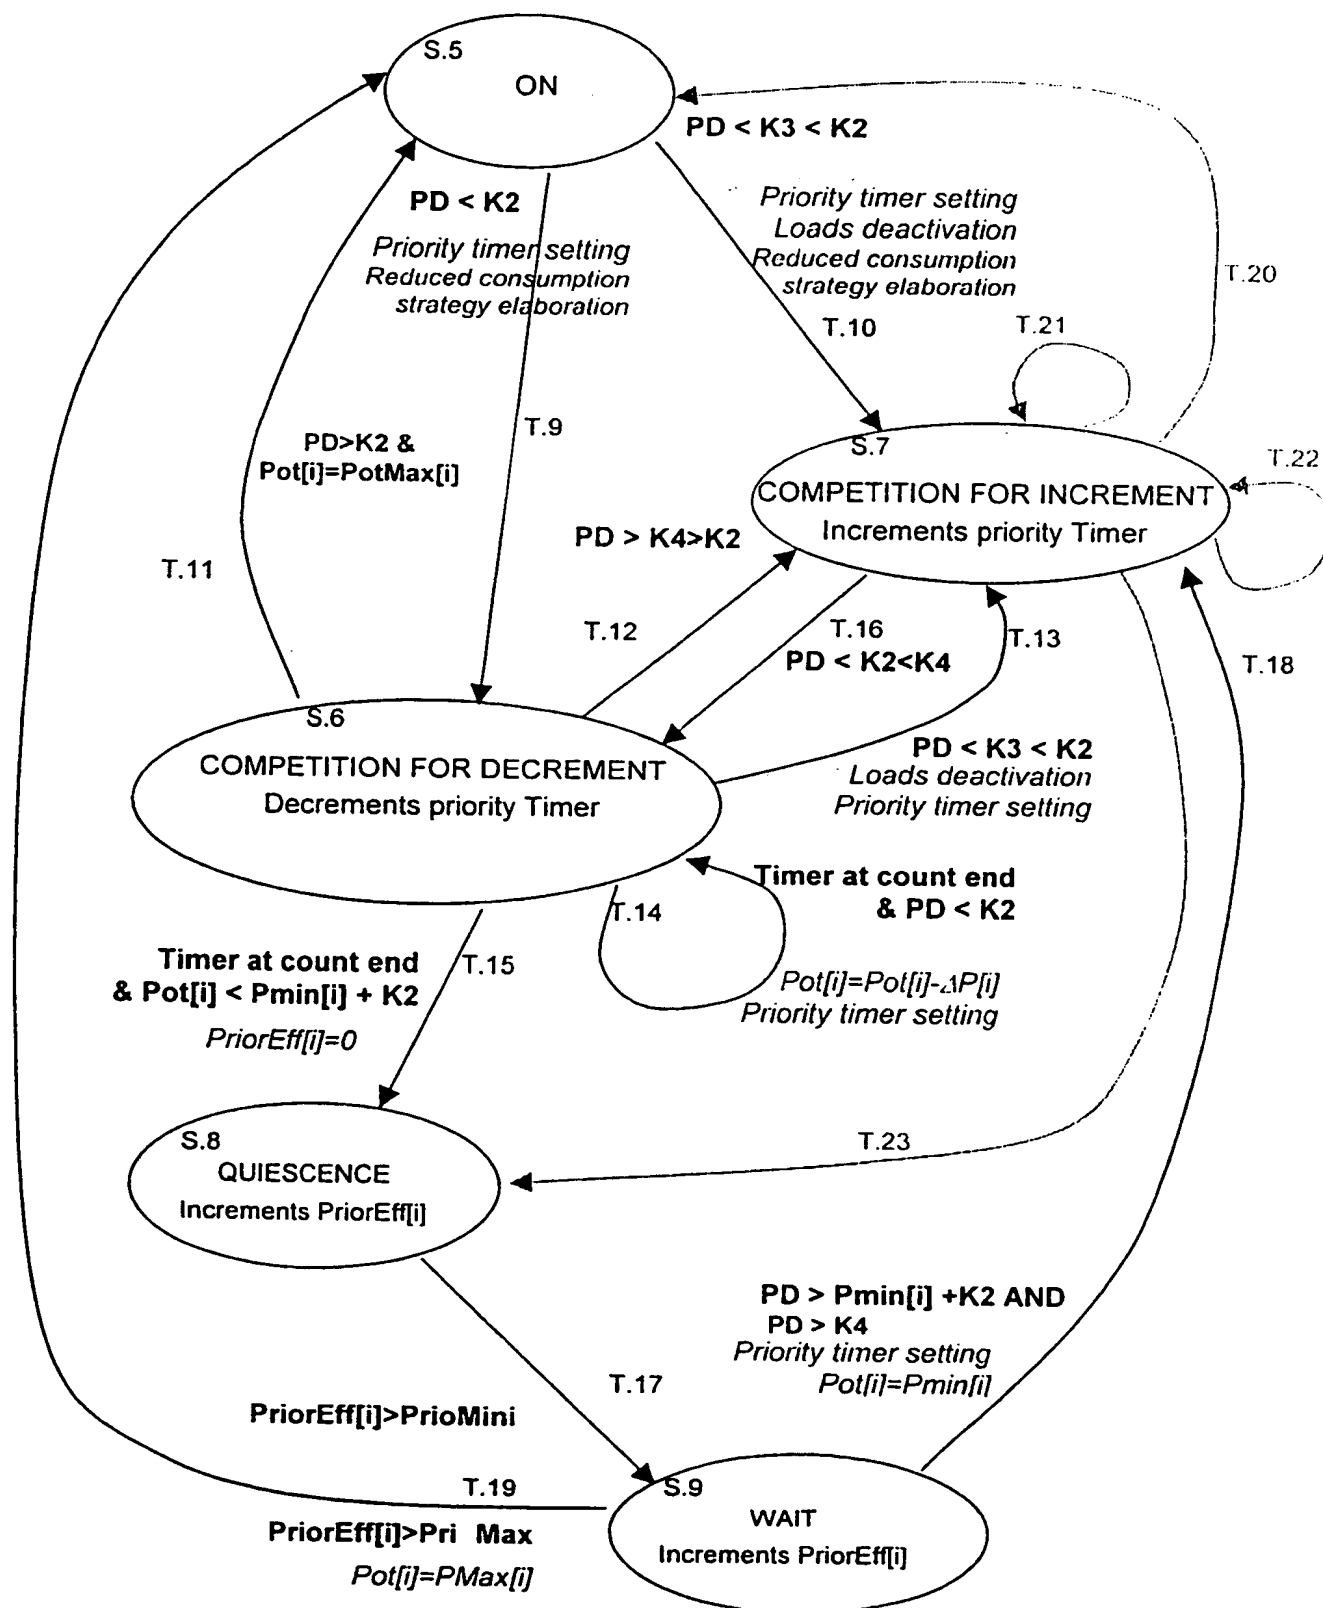 S.5
ON
PD < K3 < K2
PD < K2
Priority timer setting
Reduced consumption
strategy elaboration
Priority timer setting
Loads deactivation
Reduced consumption
strategy elaboration
T.20
T.10
T.21
T.9
PD>K2 &
Pot[i]=PotMax[i]
S.7
COMPETITION FOR INCREMENT
Increments priority Timer
T.22
PD > K4>K2
T.11
T.12
T.16
PD < K2<K4
T.13
T.18
S.6
COMPETITION FOR DECREMENT
Decrements priority Timer
PD < K3 < K2
Loads deactivation
Priority timer setting
Timer at count end
& PD < K2
T.14
Pot[i]=Pot[i]-ΔP[i]
Priority timer setting
Timer at count end
& Pot[i] < Pmin[i] + K2
PriorEff[i]=0
T.15
S.8
QUIESCENCE
Increments PriorEff[i]
T.23
PD > Pmin[i] +K2 AND
PD > K4
Priority timer setting
Pot[i]=Pmin[i]
T.17
PriorEff[i]>PrioMini
T.19
PriorEff[i]>Pri Max
Pot[i]=PMax[i]
S.9
WAIT
Increments PriorEff[i]